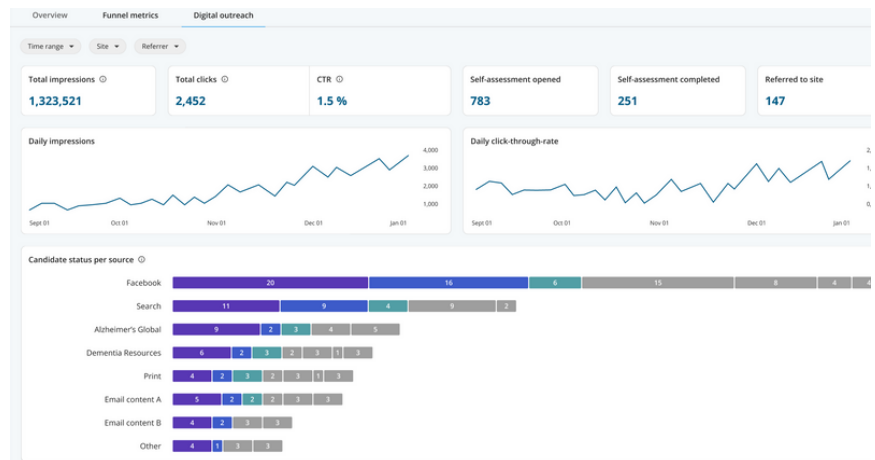 Overview Funnel metrics Digital outreach
Time range Site Referrer
Total impressions Total clicks CTR Self-assessment opened Self-assessment completed Referred to site
1,323,521 2,452 1.5 % 783 251 147
Daily impressions Daily click-through-rate
4,000 2,
3,000 1,
2,000 1,
1,000 0,
Sept 01 Oct 01 Nov 01 Dec 01 Jan 01 Sept 01 Oct 01 Nov 01 Dec 01 Jan 01
Candidate status per source
Facebook 20 16 6 15 8 4 4
Search 11 9 4 9 2
Alzheimer's Global 9 2 3 4 5
Dementia Resources 6 2 3 2 3 1 3
Print 4 2 3 2 3 1 3
Email content A 5 2 2 2 3 3
Email content B 4 2 3 3
Other 4 1 3 3